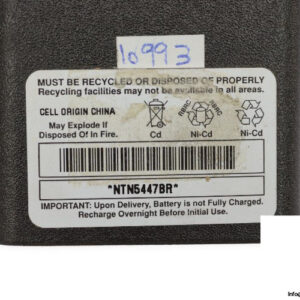 10993
MUST BE RECYCLED OR DISPOSED OF PROPERLY
Recycling facilities may not be available in all areas.
CELL ORIGIN CHINA
May Explode If
Disposed Of In Fire.
Cd
RBRC
Ni-Cd
RBRC
Ni-Cd
*NTN5447BR*
IMPORTANT: Upon Delivery, Battery is not Fully Charged.
Recharge Overnight Before Initial Use.